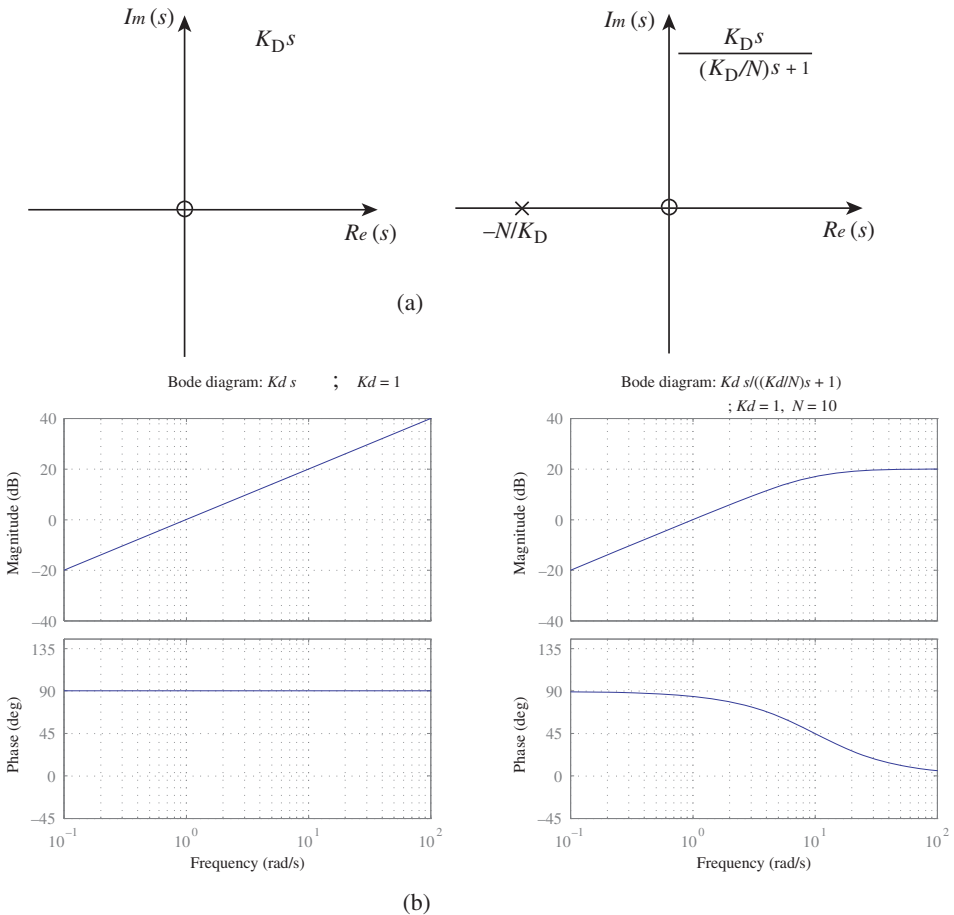 Im (s)
K_D s
Re (s)
Im (s)
K_D s
(K_D/N)s + 1
–N/K_D
Re (s)
(a)
Bode diagram: Kd s ; Kd = 1
40
20
0
–20
–40
Magnitude (dB)
135
90
45
0
–45
Phase (deg)
10^–1
10^0
10^1
10^2
Frequency (rad/s)
Bode diagram: Kd s/((Kd/N)s + 1)
; Kd = 1, N = 10
40
20
0
–20
–40
Magnitude (dB)
135
90
45
0
–45
Phase (deg)
10^–1
10^0
10^1
10^2
Frequency (rad/s)
(b)